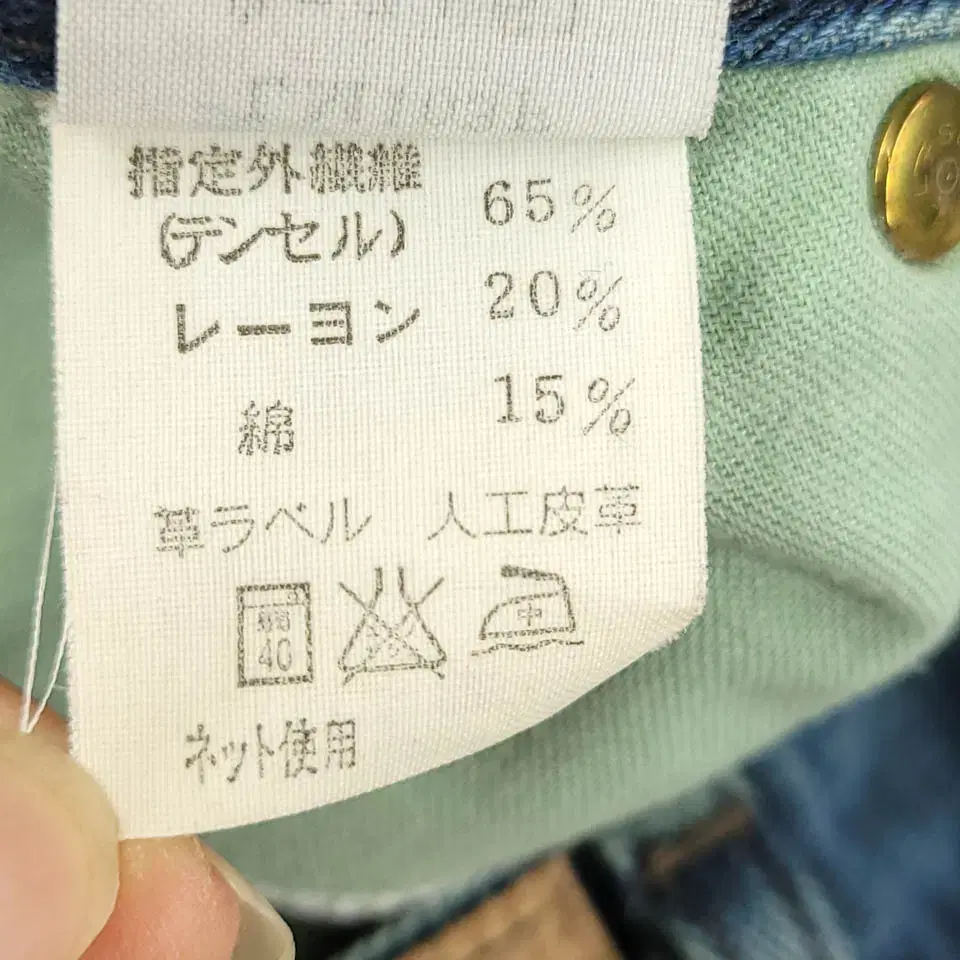 指定外繊維 65%
(テンセル)
レーヨン 20%
綿 15%
革ラベル 人工皮革
40
中
ネット使用